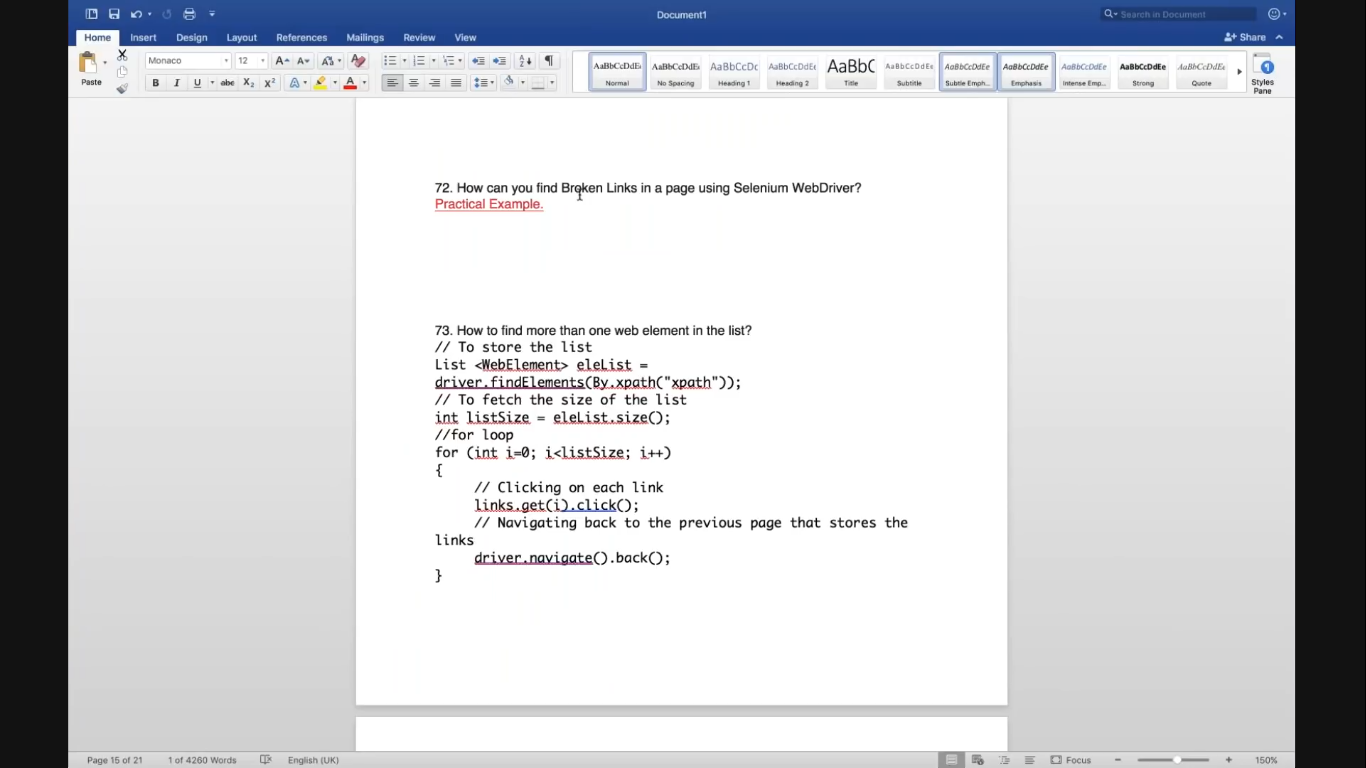 Document1
Search in Document
Home Insert Design Layout References Mailings Review View
Share
Paste
Monaco 12
AaBbCcDdEe AaBbCcDdEe AaBbCcDc AaBbCcDdEe AaBbC AaBbCcDdEe AaBbCcDdEe AaBbCcDdEe AaBbCcDdEe AaBbCcDdEe AaBbCcDdEe
Normal No Spacing Heading 1 Heading 2 Title Subtitle Subtle Emph... Emphasis Intense Emp... Strong Quote
Styles
Pane
72. How can you find Broken Links in a page using Selenium WebDriver?
Practical Example.
73. How to find more than one web element in the list?
// To store the list
List <WebElement> eleList =
driver.findElements(By.xpath("xpath"));
// To fetch the size of the list
int listSize = eleList.size();
//for loop
for (int i=0; i<listSize; i++)
{
// Clicking on each link
links.get(i).click();
// Navigating back to the previous page that stores the
links
driver.navigate().back();
}
Page 15 of 21 1 of 4260 Words English (UK) Focus 150%